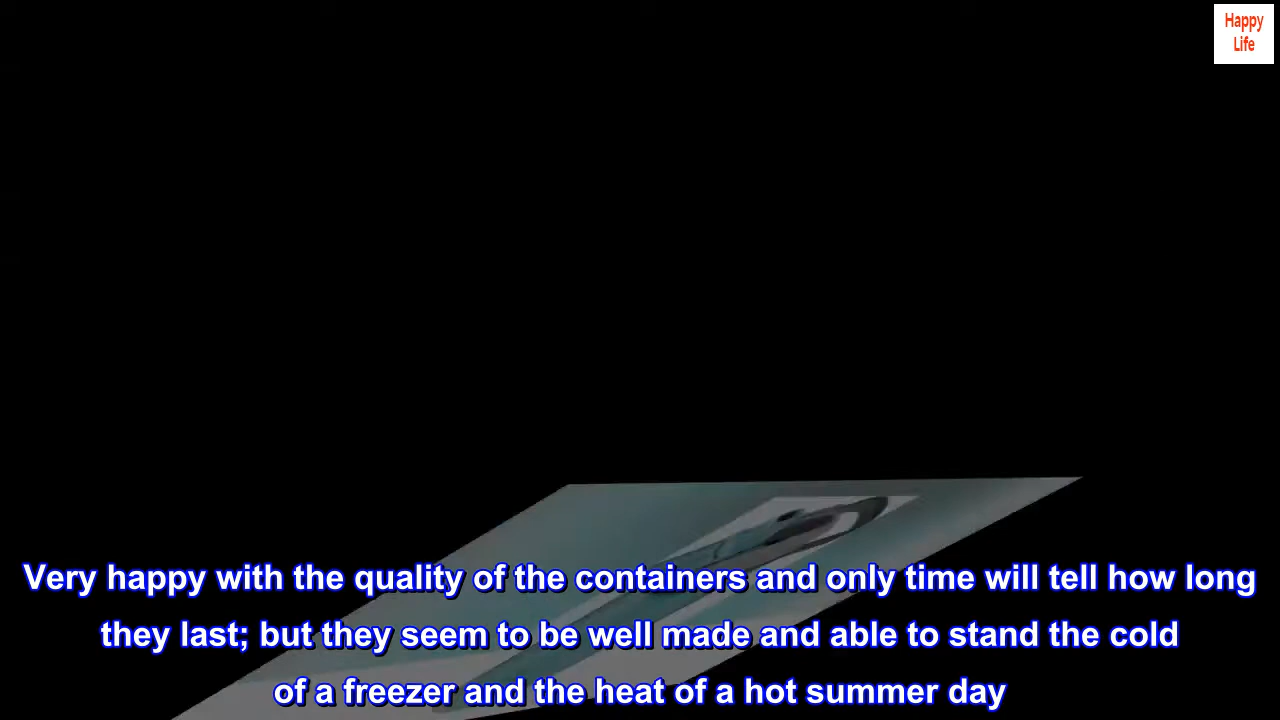 Happy
Life
Very happy with the quality of the containers and only time will tell how long
they last; but they seem to be well made and able to stand the cold
of a freezer and the heat of a hot summer day